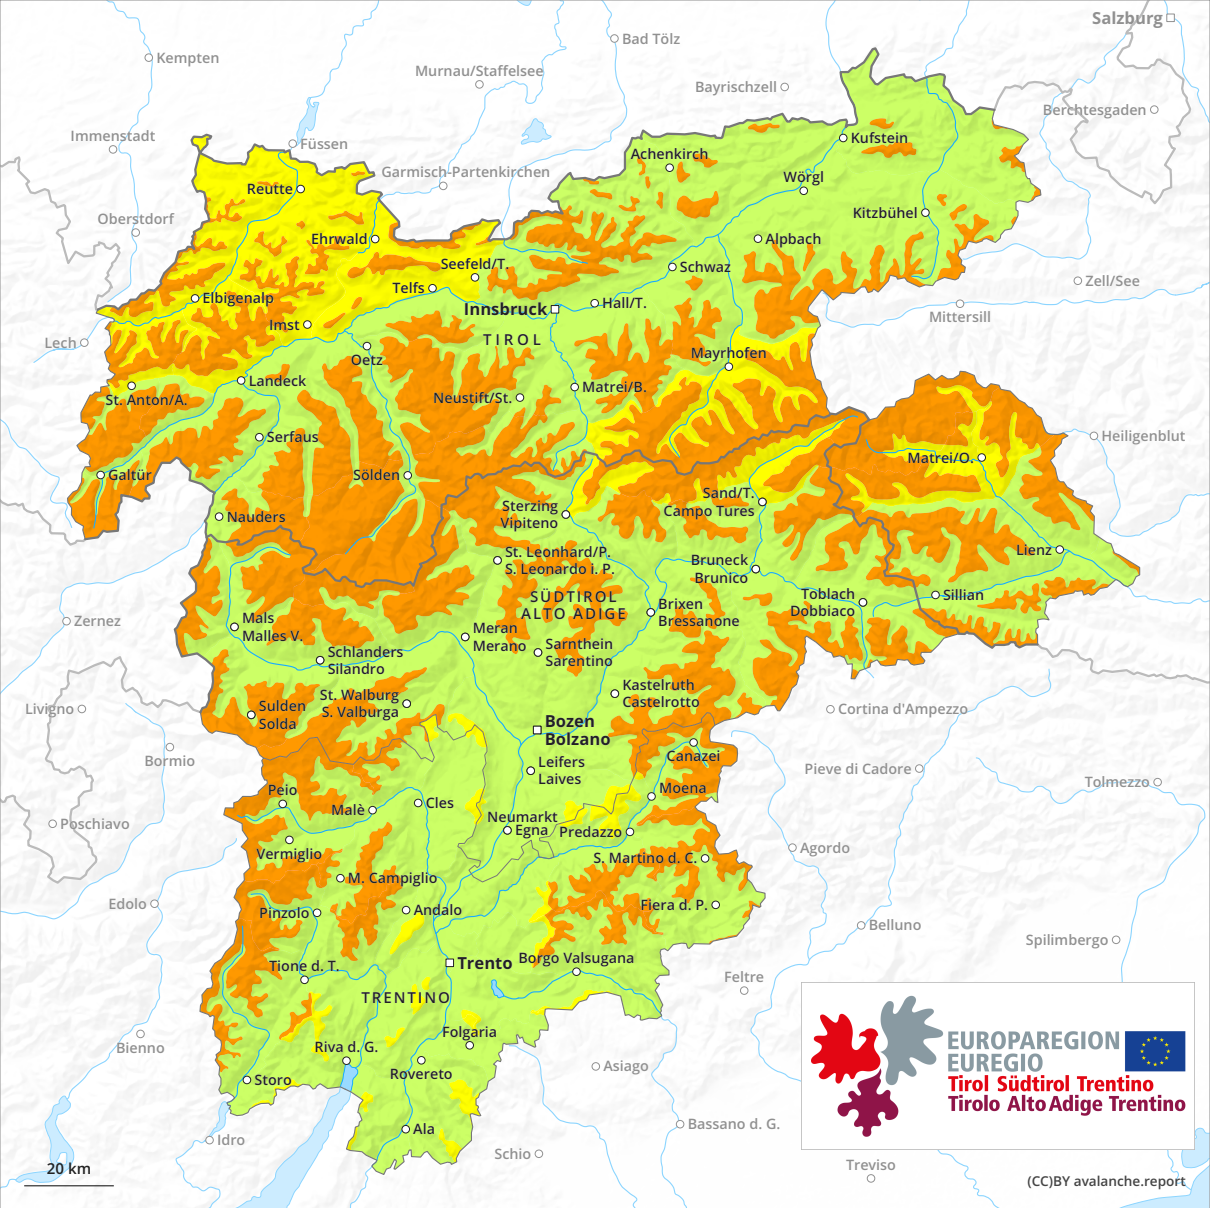 Salzburg
Bad Tölz
Kempten
Murnau/Staffelsee
Bayrischzell
Berchtesgaden
Immenstadt
Füssen
Kufstein
Achenkirch
Garmisch-Partenkirchen
Wörgl
Reutte
Oberstdorf
Kitzbühel
Ehrwald
Alpbach
Seefeld/T.
Schwaz
Telfs
Zell/See
Elbigenalp
Hall/T.
Innsbruck
Mittersill
Imst
TIROL
Lech
Mayrhofen
Oetz
Landeck
Matrei/B.
St. Anton/A.
Neustift/St.
Serfaus
Heiligenblut
Matrei/O.
Galtür
Sölden
Sand/T.
Campo Tures
Sterzing
Vipiteno
Nauders
St. Leonhard/P.
S. Leonardo i. P.
Lienz
Bruneck
Brunico
SÜDTIROL
ALTO ADIGE
Toblach
Dobbiaco
Sillian
Brixen
Bressanone
Zernez
Mals
Malles V.
Meran
Merano
Sarnthein
Sarentino
Schlanders
Silandro
Kastelruth
Castelrotto
St. Walburg
S. Valburga
Livigno
Sulden
Solda
Cortina d'Ampezzo
Bozen
Bolzano
Bormio
Canazei
Leifers
Laives
Pieve di Cadore
Tolmezzo
Peio
Moena
Malè
Cles
Neumarkt
Egna
Predazzo
Poschiavo
Vermiglio
Agordo
S. Martino d. C.
M. Campiglio
Edolo
Pinzolo
Andalo
Fiera d. P.
Belluno
Spilimbergo
Trento
Borgo Valsugana
Tione d. T.
Feltre
TRENTINO
Folgaria
Bienno
Riva d. G.
Rovereto
Storo
Asiago
EUROPAREGION
EUREGIO
Tirol Südtirol Trentino
Tirolo Alto Adige Trentino
Ala
Idro
Bassano d. G.
Schio
Treviso
20 km
(CC)BY avalanche.report